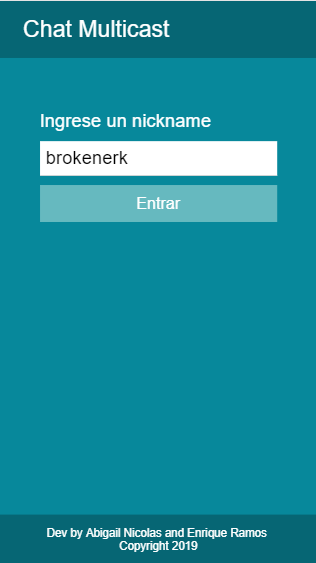 Chat Multicast
Ingrese un nickname
brokenerk
Entrar
Dev by Abigail Nicolas and Enrique Ramos
Copyright 2019